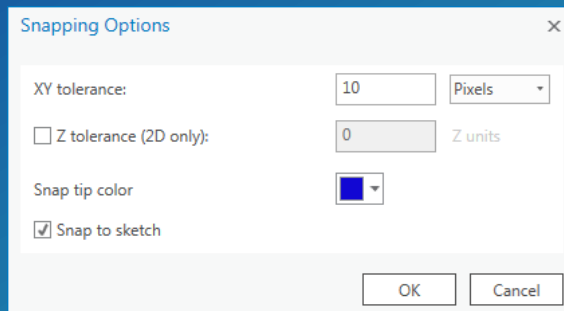 Snapping Options
XY tolerance: 10 Pixels
Z tolerance (2D only): 0 Z units
Snap tip color
Snap to sketch
OK Cancel